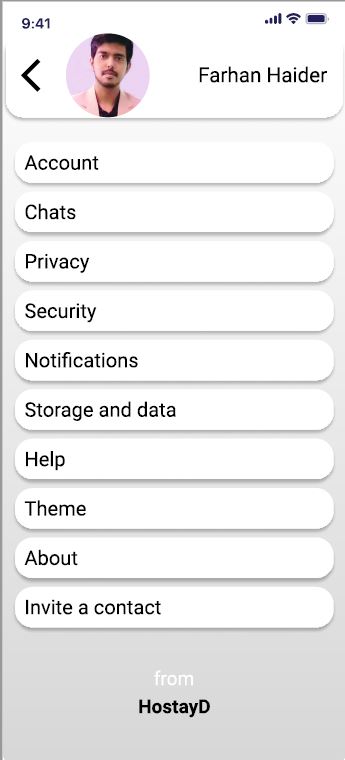 9:41
Farhan Haider
Account
Chats
Privacy
Security
Notifications
Storage and data
Help
Theme
About
Invite a contact
from
HostayD